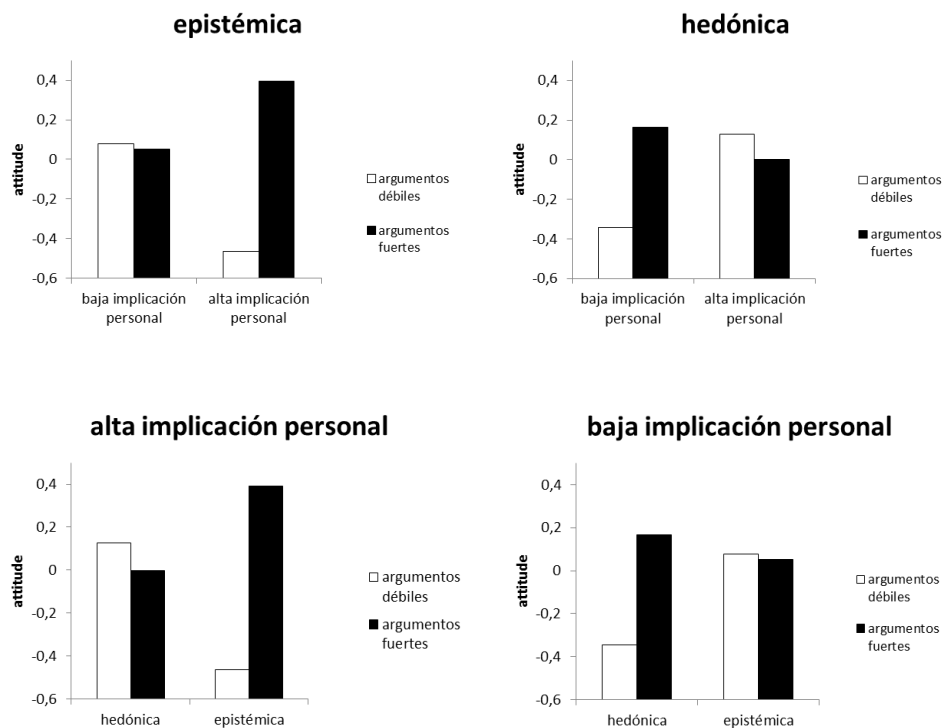 epistémica
0,4
0,2
0
-0,2
-0,4
-0,6
attitude
baja implicación
personal
alta implicación
personal
argumentos
débiles
argumentos
fuertes
hedónica
0,4
0,2
0
-0,2
-0,4
-0,6
attitude
baja implicación
personal
alta implicación
personal
argumentos
débiles
argumentos
fuertes
alta implicación personal
0,4
0,2
0
-0,2
-0,4
-0,6
attitude
hedónica
epistémica
argumentos
débiles
argumentos
fuertes
baja implicación personal
0,4
0,2
0
-0,2
-0,4
-0,6
attitude
hedónica
epistémica
argumentos
débiles
argumentos
fuertes